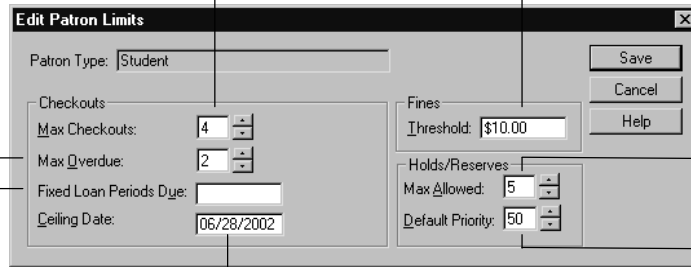 Edit Patron Limits
Patron Type: Student
Save
Cancel
Help
Checkouts
Max Checkouts: 4
Max Overdue: 2
Fixed Loan Periods Due:
Ceiling Date: 06/28/2002
Fines
Threshold: $10.00
Holds/Reserves
Max Allowed: 5
Default Priority: 50